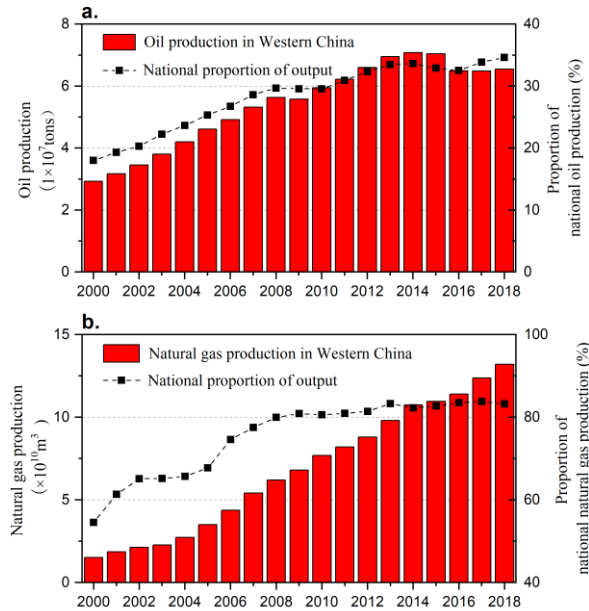 a.
8
6
4
2
0
Oil production
(1×10⁷tons)
Oil production in Western China
National proportion of output
40
30
20
10
0
Proportion of
national oil production (%)
2000 2002 2004 2006 2008 2010 2012 2014 2016 2018
b.
15
10
5
0
Natural gas production
(×10¹⁰m³)
Natural gas production in Western China
National proportion of output
100
80
60
40
Proportion of
national natural gas production (%)
2000 2002 2004 2006 2008 2010 2012 2014 2016 2018